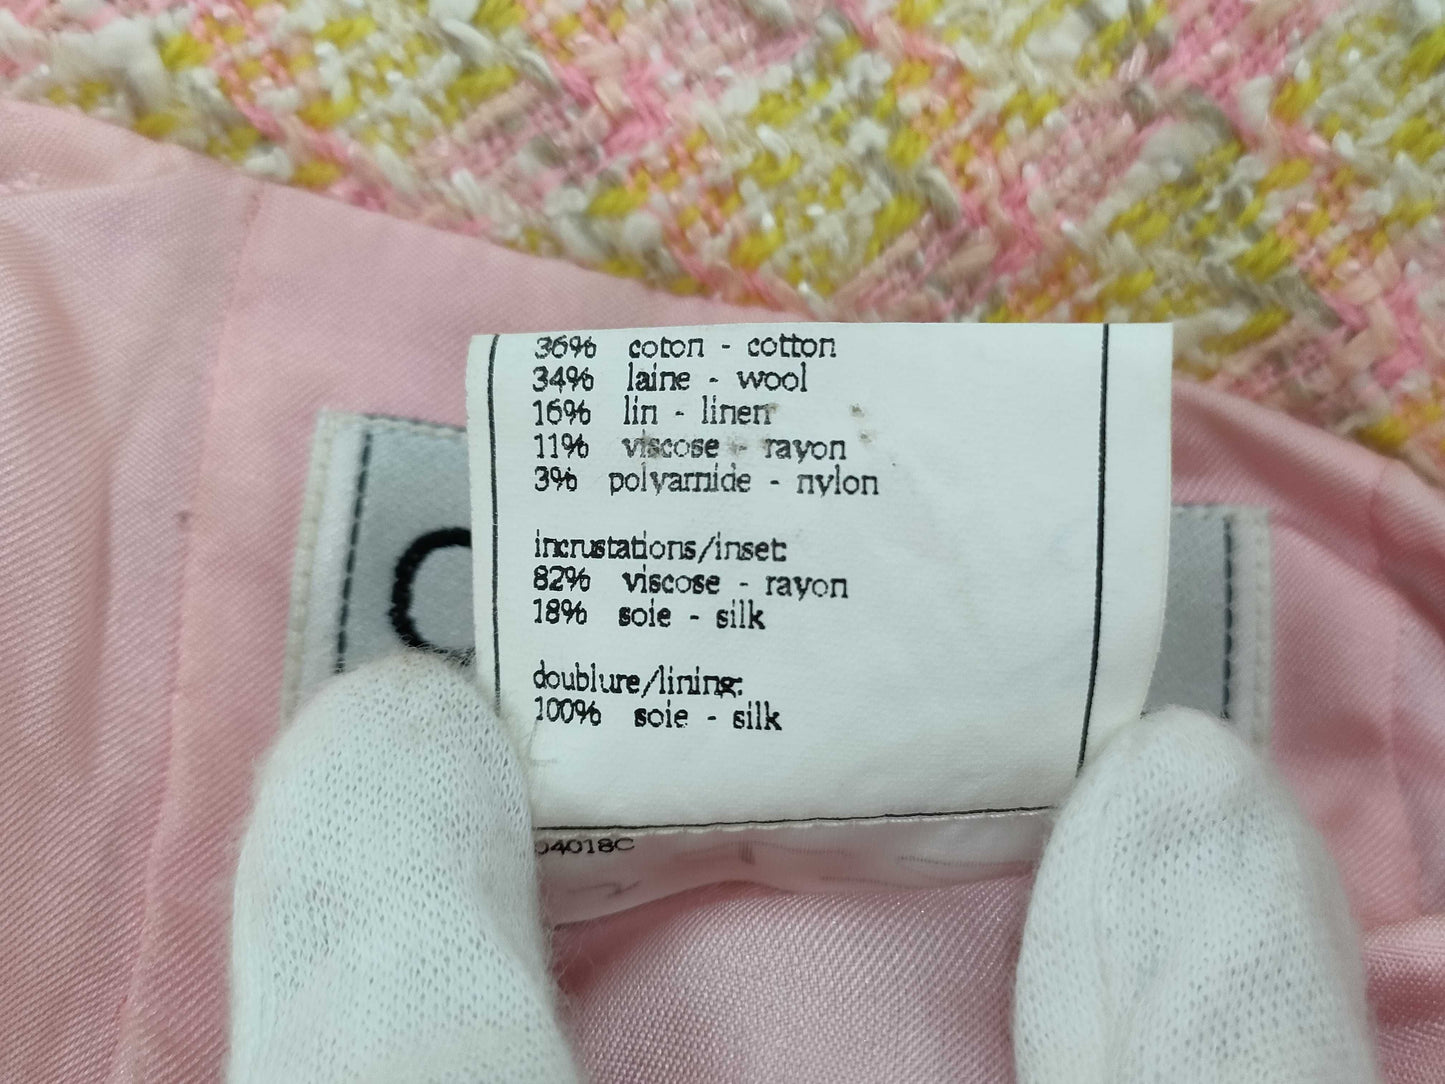 36% coton - cotton
34% laine - wool
16% lin - linen
11% viscose - rayon
3% polyamide - nylon
incrustations/inset:
82% viscose - rayon
18% soie - silk
doublure/lining:
100% soie - silk
04018C